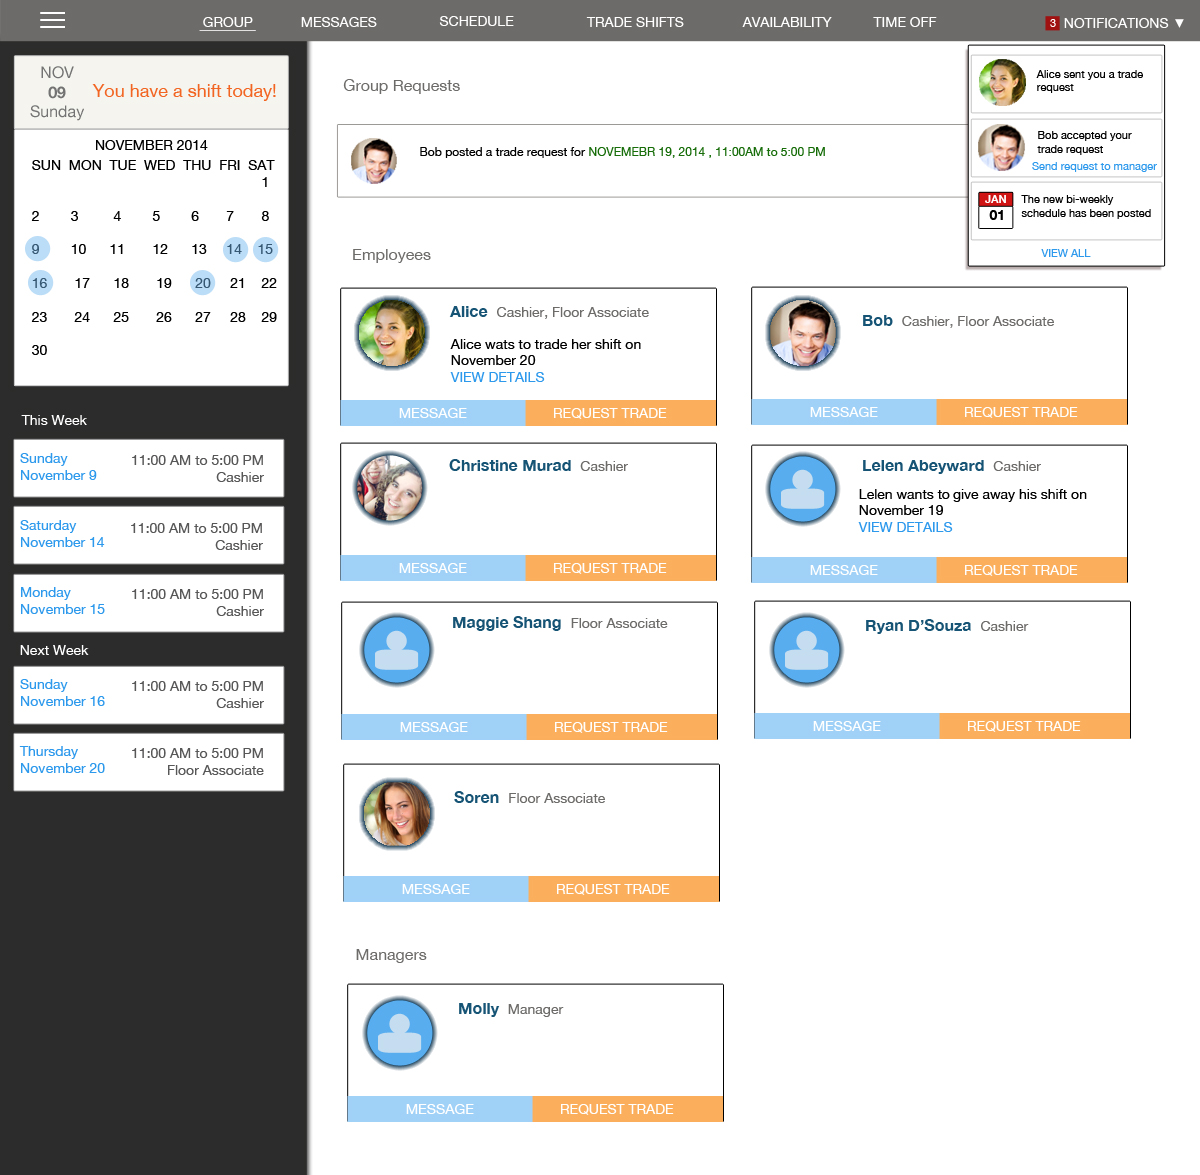 GROUP MESSAGES SCHEDULE TRADE SHIFTS AVAILABILITY TIME OFF 3 NOTIFICATIONS ▼
NOV
09
Sunday
You have a shift today!
NOVEMBER 2014
SUN MON TUE WED THU FRI SAT
1
2 3 4 5 6 7 8
9 10 11 12 13 14 15
16 17 18 19 20 21 22
23 24 25 26 27 28 29
30
This Week
Sunday 11:00 AM to 5:00 PM
November 9 Cashier
Saturday 11:00 AM to 5:00 PM
November 14 Cashier
Monday 11:00 AM to 5:00 PM
November 15 Cashier
Next Week
Sunday 11:00 AM to 5:00 PM
November 16 Cashier
Thursday 11:00 AM to 5:00 PM
November 20 Floor Associate
Group Requests
Bob posted a trade request for NOVEMEBR 19, 2014 , 11:00AM to 5:00 PM
Alice sent you a trade
request
Bob accepted your
trade request
Send request to manager
JAN
01
The new bi-weekly
schedule has been posted
VIEW ALL
Employees
Alice Cashier, Floor Associate
Alice wats to trade her shift on
November 20
VIEW DETAILS
MESSAGE REQUEST TRADE
Bob Cashier, Floor Associate
MESSAGE REQUEST TRADE
Christine Murad Cashier
MESSAGE REQUEST TRADE
Lelen Abeyward Cashier
Lelen wants to give away his shift on
November 19
VIEW DETAILS
MESSAGE REQUEST TRADE
Maggie Shang Floor Associate
MESSAGE REQUEST TRADE
Ryan D'Souza Cashier
MESSAGE REQUEST TRADE
Soren Floor Associate
MESSAGE REQUEST TRADE
Managers
Molly Manager
MESSAGE REQUEST TRADE